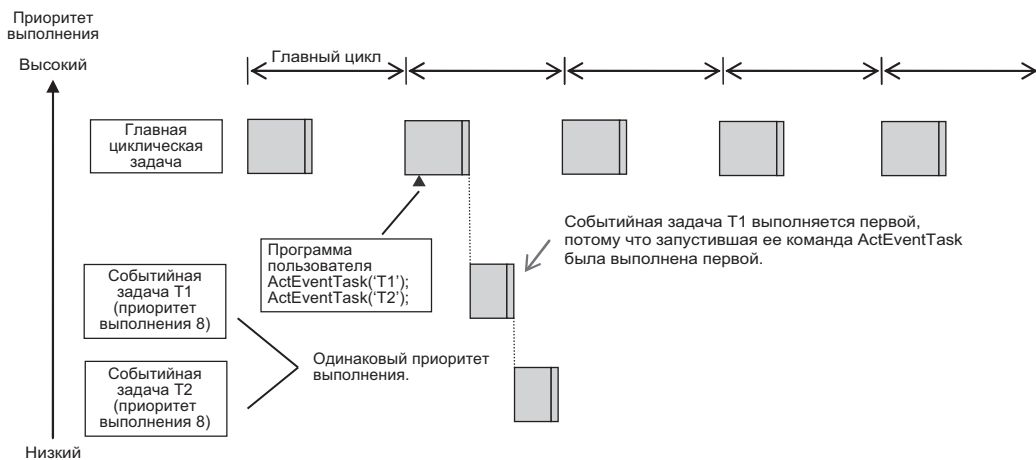 Приоритет
выполнения
Высокий
Главный цикл
Главная
циклическая
задача
Программа
пользователя
ActEventTask('T1');
ActEventTask('T2');
Событийная задача T1 выполняется первой,
потому что запустившая ее команда ActEventTask
была выполнена первой.
Событийная
задача T1
(приоритет
выполнения 8)
Одинаковый приоритет
выполнения.
Событийная
задача T2
(приоритет
выполнения 8)
Низкий